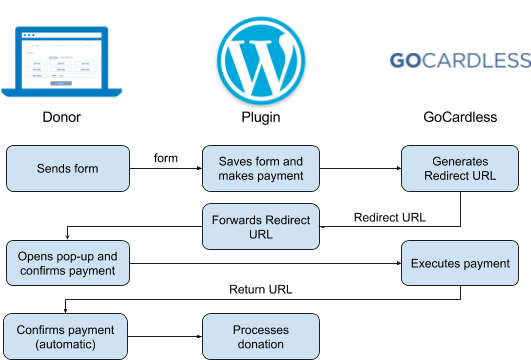 GOCARDLESS
Donor
Plugin
GoCardless
Sends form
form
Saves form and
makes payment
Generates
Redirect URL
Redirect URL
Forwards Redirect
URL
Opens pop-up and
confirms payment
Executes payment
Return URL
Confirms payment
(automatic)
Processes
donation